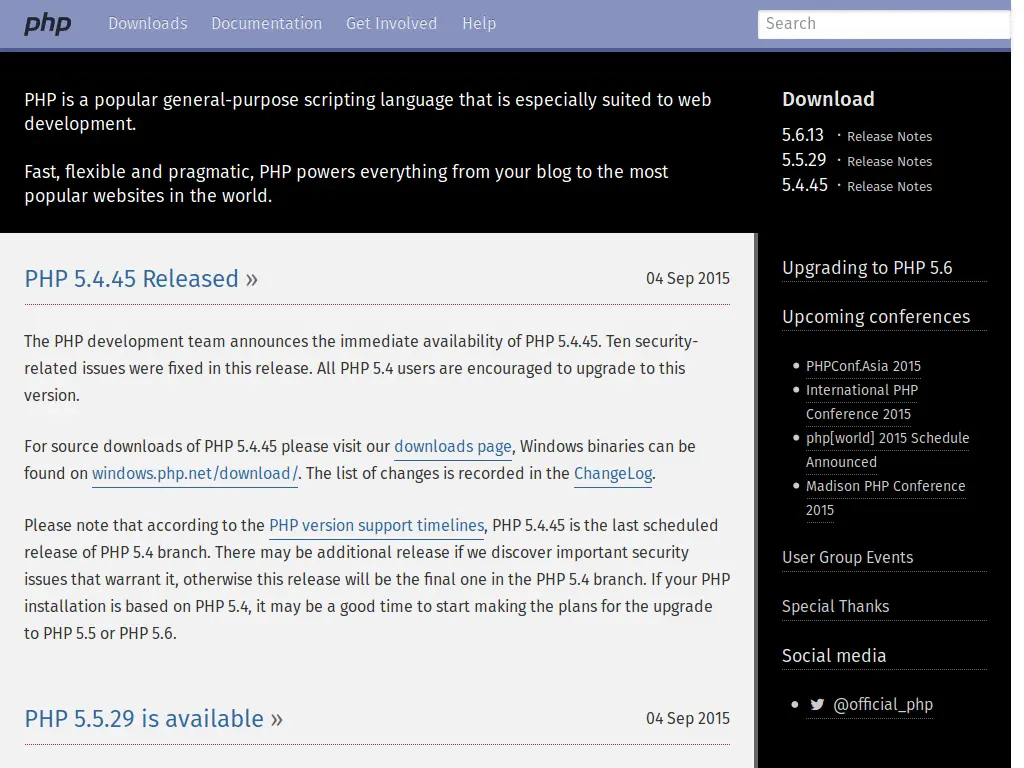 php Downloads Documentation Get Involved Help Search
PHP is a popular general-purpose scripting language that is especially suited to web
development.
Fast, flexible and pragmatic, PHP powers everything from your blog to the most
popular websites in the world.
Download
5.6.13 · Release Notes
5.5.29 · Release Notes
5.4.45 · Release Notes
PHP 5.4.45 Released »
04 Sep 2015
The PHP development team announces the immediate availability of PHP 5.4.45. Ten security-
related issues were fixed in this release. All PHP 5.4 users are encouraged to upgrade to this
version.
For source downloads of PHP 5.4.45 please visit our downloads page, Windows binaries can be
found on windows.php.net/download/. The list of changes is recorded in the ChangeLog.
Please note that according to the PHP version support timelines, PHP 5.4.45 is the last scheduled
release of PHP 5.4 branch. There may be additional release if we discover important security
issues that warrant it, otherwise this release will be the final one in the PHP 5.4 branch. If your PHP
installation is based on PHP 5.4, it may be a good time to start making the plans for the upgrade
to PHP 5.5 or PHP 5.6.
PHP 5.5.29 is available »
04 Sep 2015
Upgrading to PHP 5.6
Upcoming conferences
• PHPConf.Asia 2015
• International PHP
Conference 2015
• php[world] 2015 Schedule
Announced
• Madison PHP Conference
2015
User Group Events
Special Thanks
Social media
• @official_php